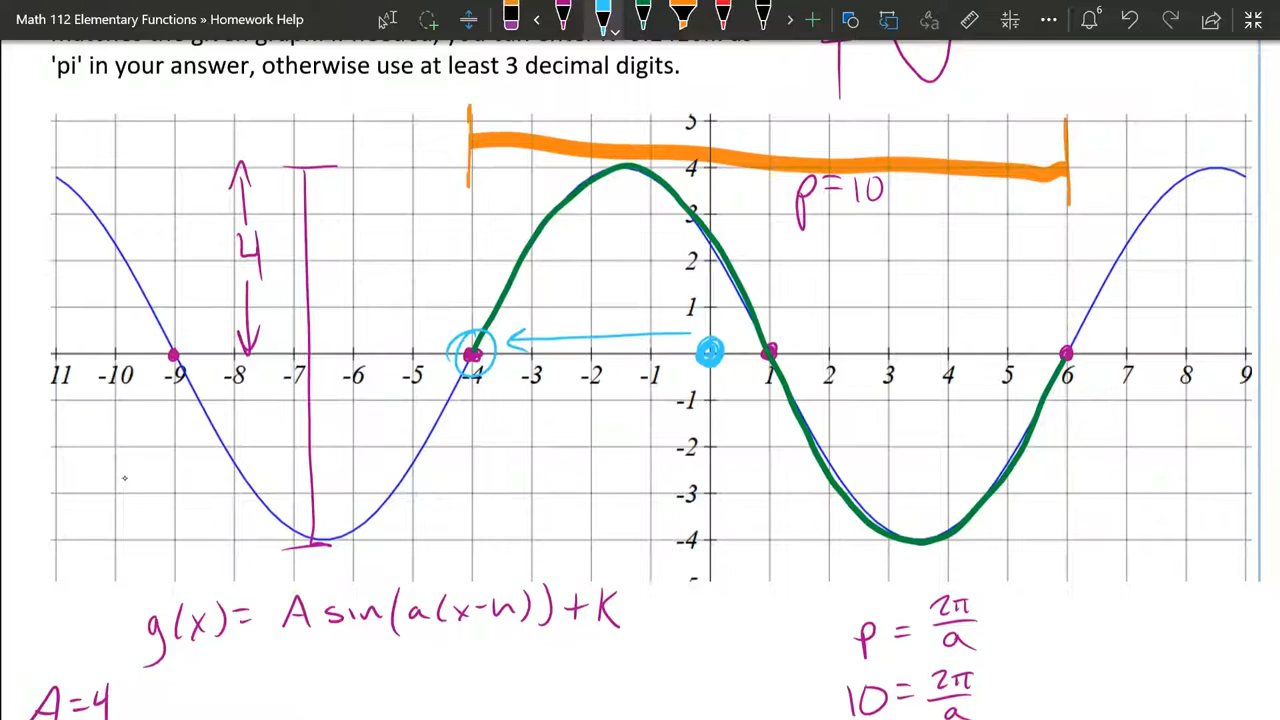 Math 112 Elementary Functions » Homework Help
6
'pi' in your answer, otherwise use at least 3 decimal digits.
5
4
p=10
3
4
2
1
11 -10 -9 -8 -7 -6 -5 -4 -3 -2 -1 1 2 3 4 5 6 7 8 9
-1
-2
-3
-4
g(x)= A sin(a(x-h))+K
p = 2π/a
A=4
10 = 2π/a